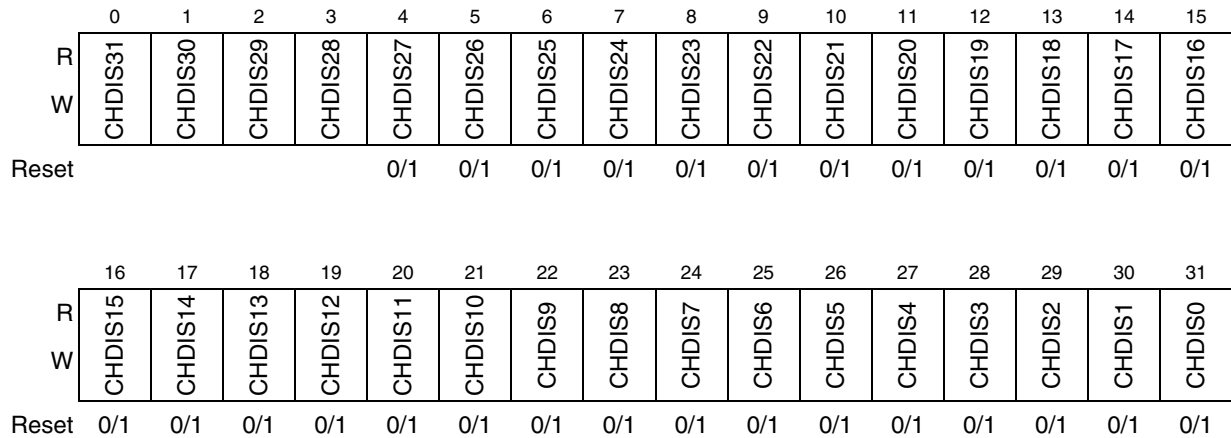 0 1 2 3 4 5 6 7 8 9 10 11 12 13 14 15
R
W
CHDIS31 CHDIS30 CHDIS29 CHDIS28 CHDIS27 CHDIS26 CHDIS25 CHDIS24 CHDIS23 CHDIS22 CHDIS21 CHDIS20 CHDIS19 CHDIS18 CHDIS17 CHDIS16
Reset 0/1 0/1 0/1 0/1 0/1 0/1 0/1 0/1 0/1 0/1 0/1 0/1
16 17 18 19 20 21 22 23 24 25 26 27 28 29 30 31
R
W
CHDIS15 CHDIS14 CHDIS13 CHDIS12 CHDIS11 CHDIS10 CHDIS9 CHDIS8 CHDIS7 CHDIS6 CHDIS5 CHDIS4 CHDIS3 CHDIS2 CHDIS1 CHDIS0
Reset 0/1 0/1 0/1 0/1 0/1 0/1 0/1 0/1 0/1 0/1 0/1 0/1 0/1 0/1 0/1 0/1